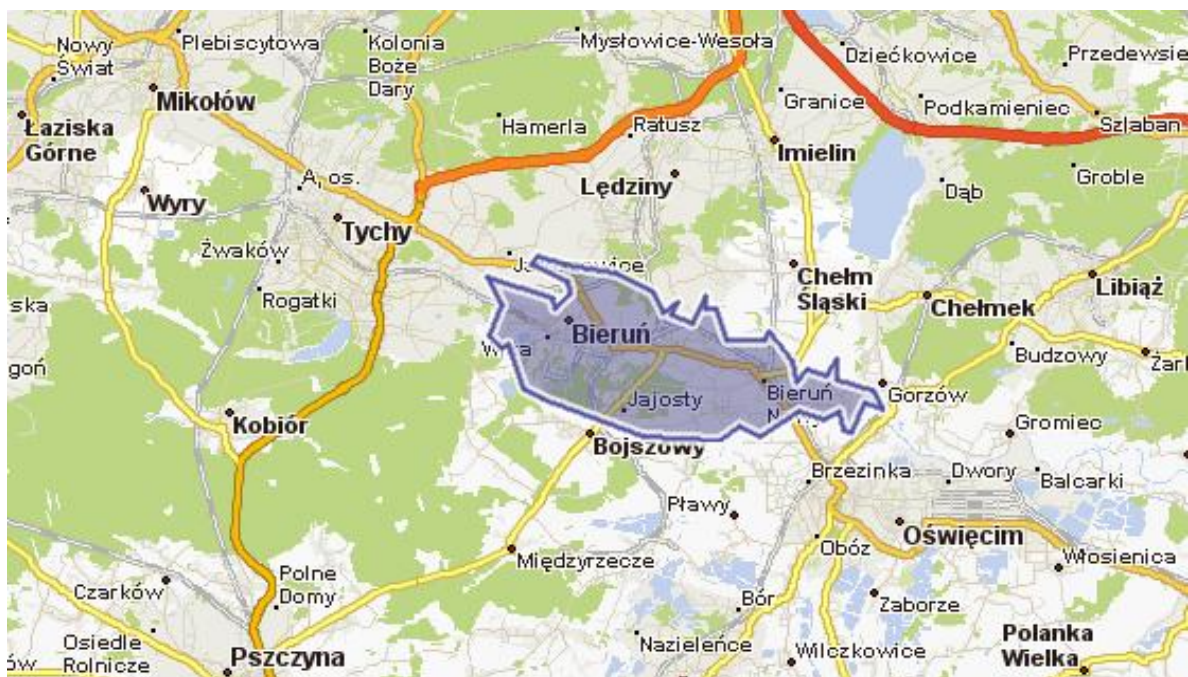 Nowy
Świat
Plebiscytowa
Kolonia
Boże
Dary
Mysłowice-Wesoła
Dziećkowice
Przedewsie
Mikołów
Granice
Podkamieniec
Szlaban
Łaziska
Górne
Hamerla
Ratusz
Imielin
Wyry
Lędziny
Dąb
Groble
Tychy
Żwaków
Rogatki
Chełm
Śląski
Chełmek
Libiąż
ska
goń
Bieruń
Budzowy
Żar
Jajosty
Bieruń
Gorzów
Kobiór
Bojszowy
Gromiec
Brzezinka
Dwory
Balcarki
Pławy
Oświęcim
Obóz
Międzyrzecze
Włosienica
Czarków
Polne
Domy
Bór
Zaborze
Osiedle
Rolnicze
ów
Pszczyna
Nazieleńce
Wilczkowice
Polanka
Wielka